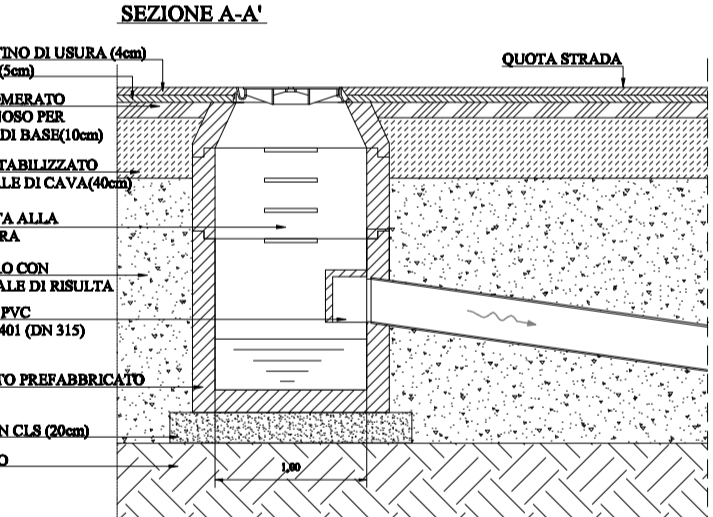 SEZIONE A-A'
TINO DI USURA (4cm)
(5cm)
QUOTA STRADA
OMERATO
NOSO PER
DI BASE(10cm)
TABILIZZATO
ALE DI CAVA(40cm)
TA ALLA
RA
O CON
ALE DI RISULTA
PVC
401 (DN 315)
TO PREFABBRICATO
N CLS (20cm)
O
1,00